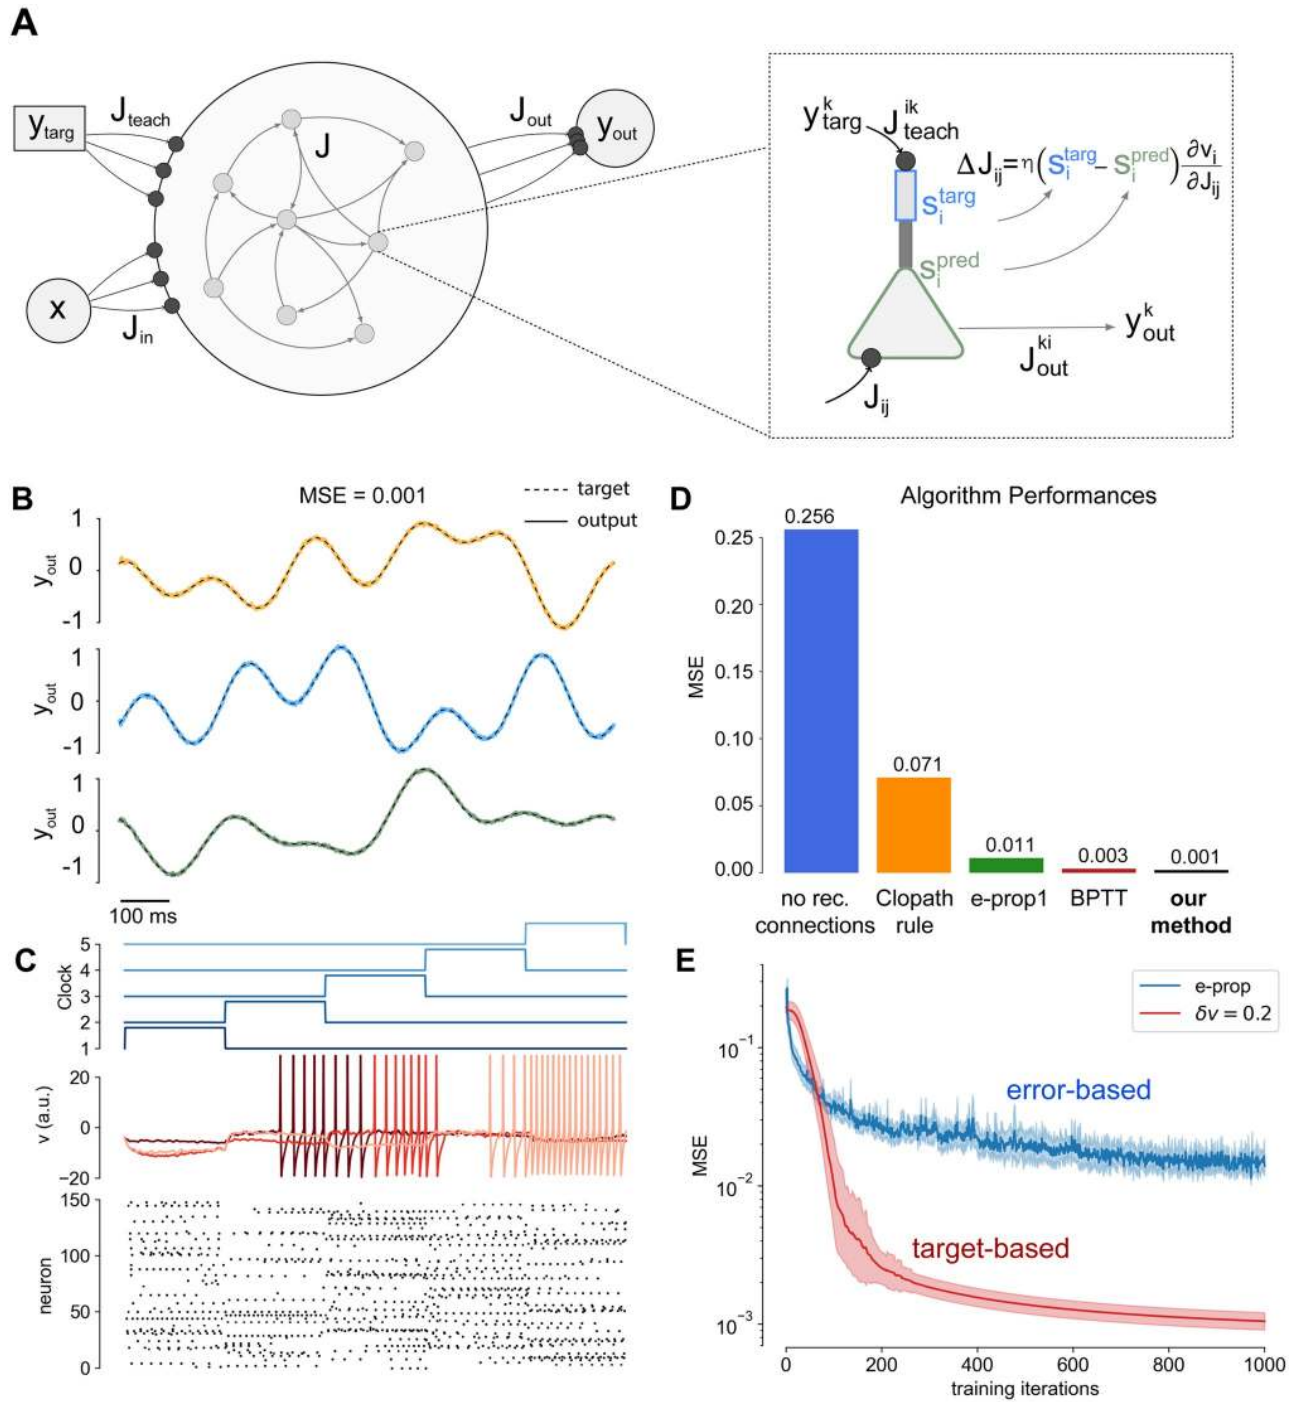 A
y_targ
J_teach
J
J_out
y_out
x
J_in
y^k_targ
J^ik_teach
ΔJ_ij = η(s_i^targ – s_i^pred) ∂v_i/∂J_ij
s_i^targ
s_i^pred
y^k_out
J^ki_out
J_ij
B
MSE = 0.001
target
output
1
0
-1
y_out
1
0
-1
y_out
1
0
-1
y_out
100 ms
C
Clock
5
4
3
2
1
v (a.u.)
20
0
−20
neuron
150
100
50
0
D
Algorithm Performances
MSE
0.25
0.20
0.15
0.10
0.05
0.00
0.256
0.071
0.011
0.003
0.001
no rec.
connections
Clopath
rule
e-prop1
BPTT
our
method
E
MSE
10^−1
10^−2
10^−3
e-prop
δv = 0.2
error-based
target-based
0
200
400
600
800
1000
training iterations